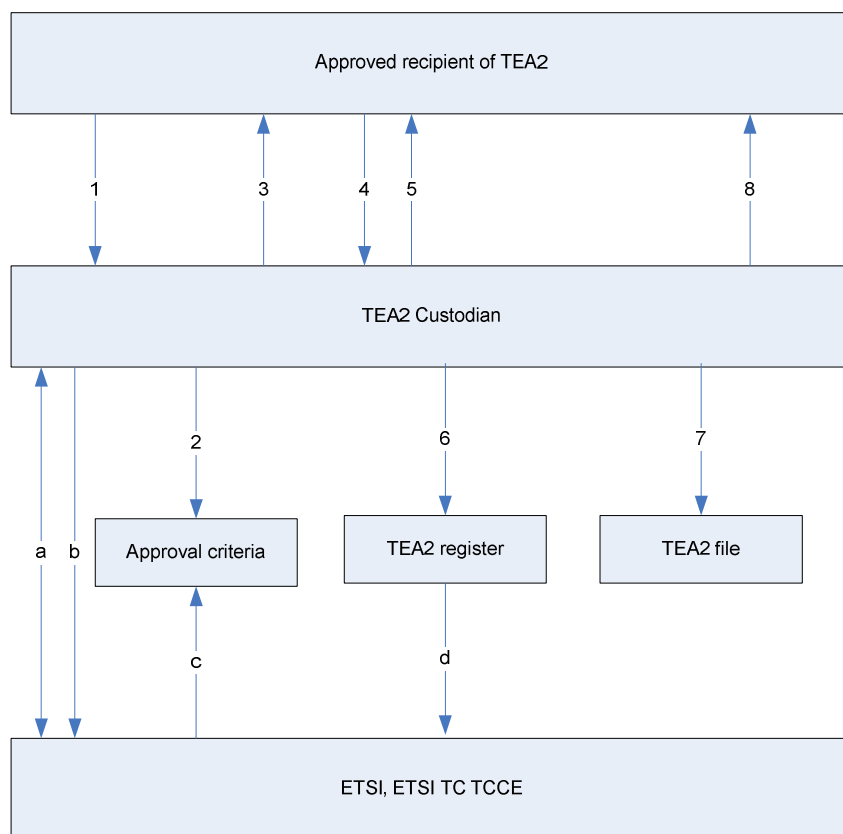 Approved recipient of TEA2
1
3
4
5
8
TEA2 Custodian
2
6
7
a
b
Approval criteria
TEA2 register
TEA2 file
c
d
ETSI, ETSI TC TCCE